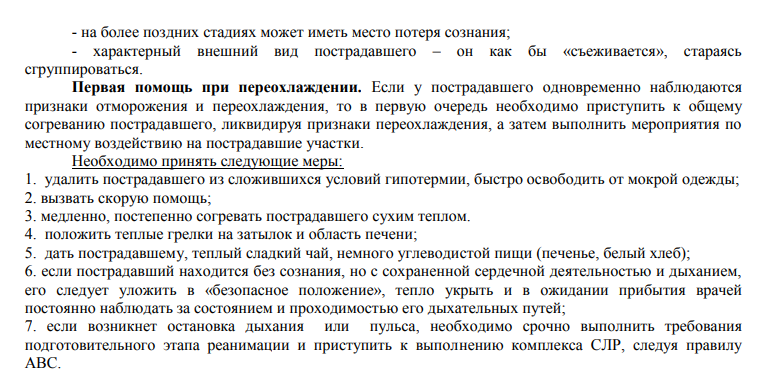 - на более поздних стадиях может иметь место потеря сознания;
- характерный внешний вид пострадавшего – он как бы «съеживается», стараясь
сгруппироваться.
Первая помощь при переохлаждении. Если у пострадавшего одновременно наблюдаются
признаки отморожения и переохлаждения, то в первую очередь необходимо приступить к общему
согреванию пострадавшего, ликвидируя признаки переохлаждения, а затем выполнить мероприятия по
местному воздействию на пострадавшие участки.
Необходимо принять следующие меры:
1. удалить пострадавшего из сложившихся условий гипотермии, быстро освободить от мокрой одежды;
2. вызвать скорую помощь;
3. медленно, постепенно согревать пострадавшего сухим теплом.
4. положить теплые грелки на затылок и область печени;
5. дать пострадавшему, теплый сладкий чай, немного углеводистой пищи (печенье, белый хлеб);
6. если пострадавший находится без сознания, но с сохраненной сердечной деятельностью и дыханием,
его следует уложить в «безопасное положение», тепло укрыть и в ожидании прибытия врачей
постоянно наблюдать за состоянием и проходимостью его дыхательных путей;
7. если возникнет остановка дыхания или пульса, необходимо срочно выполнить требования
подготовительного этапа реанимации и приступить к выполнению комплекса СЛР, следуя правилу
АВС.